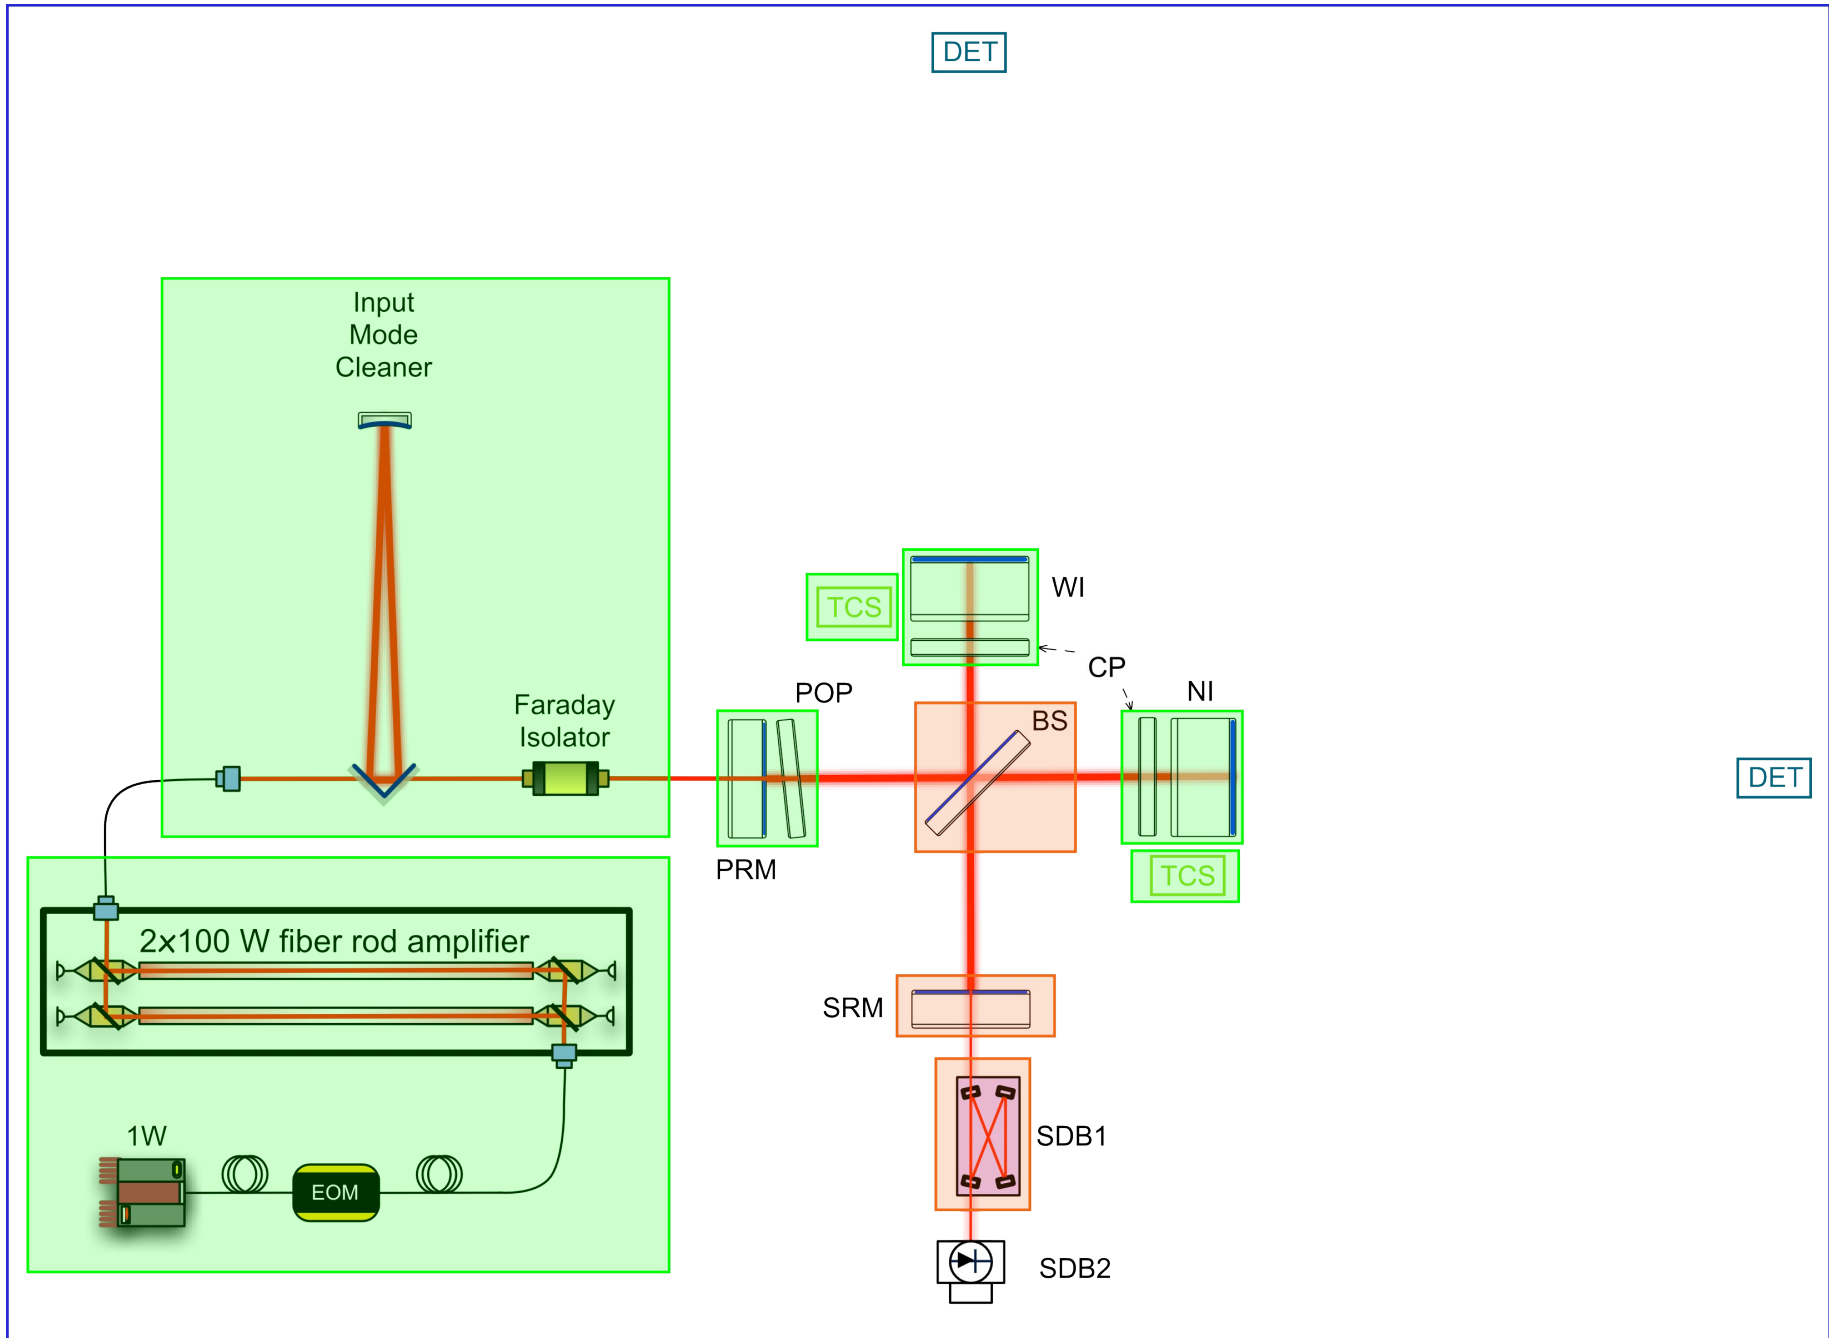 DET
Input
Mode
Cleaner
WI
TCS
CP
NI
POP
Faraday
Isolator
BS
DET
PRM
TCS
2x100 W fiber rod amplifier
SRM
1W
SDB1
EOM
SDB2